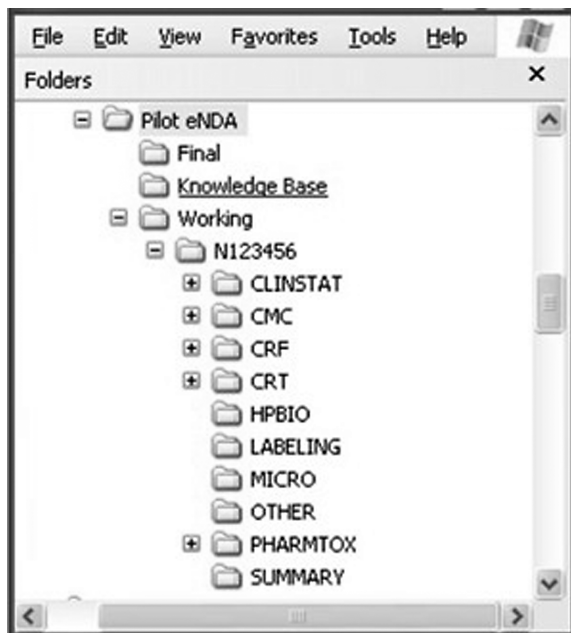 File Edit View Favorites Tools Help
Folders
Pilot eNDA
Final
Knowledge Base
Working
N123456
CLINSTAT
CMC
CRF
CRT
HPBIO
LABELING
MICRO
OTHER
PHARMTOX
SUMMARY